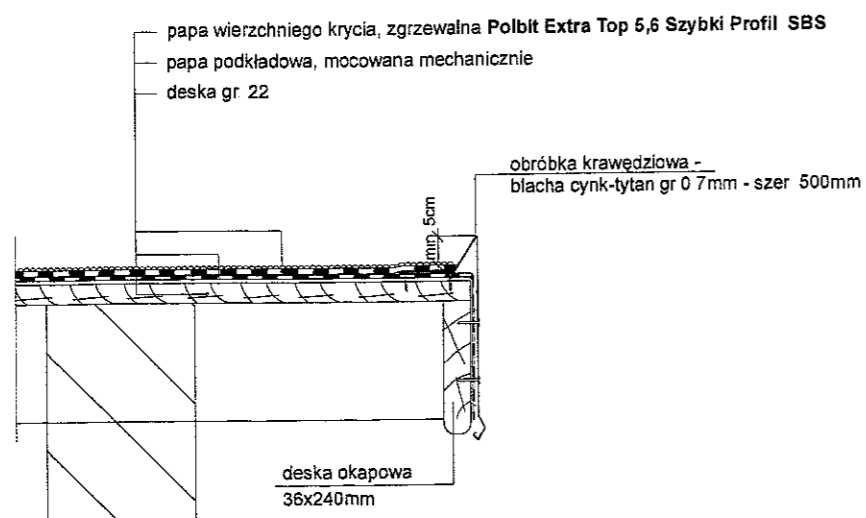 papa wierzchniego krycia, zgrzewalna Polbit Extra Top 5,6 Szybki Profil SBS
papa podkładowa, mocowana mechanicznie
deska gr 22
obróbka krawędziowa -
blacha cynk-tytan gr 0 7mm - szer 500mm
min. 5cm
deska okapowa
36x240mm